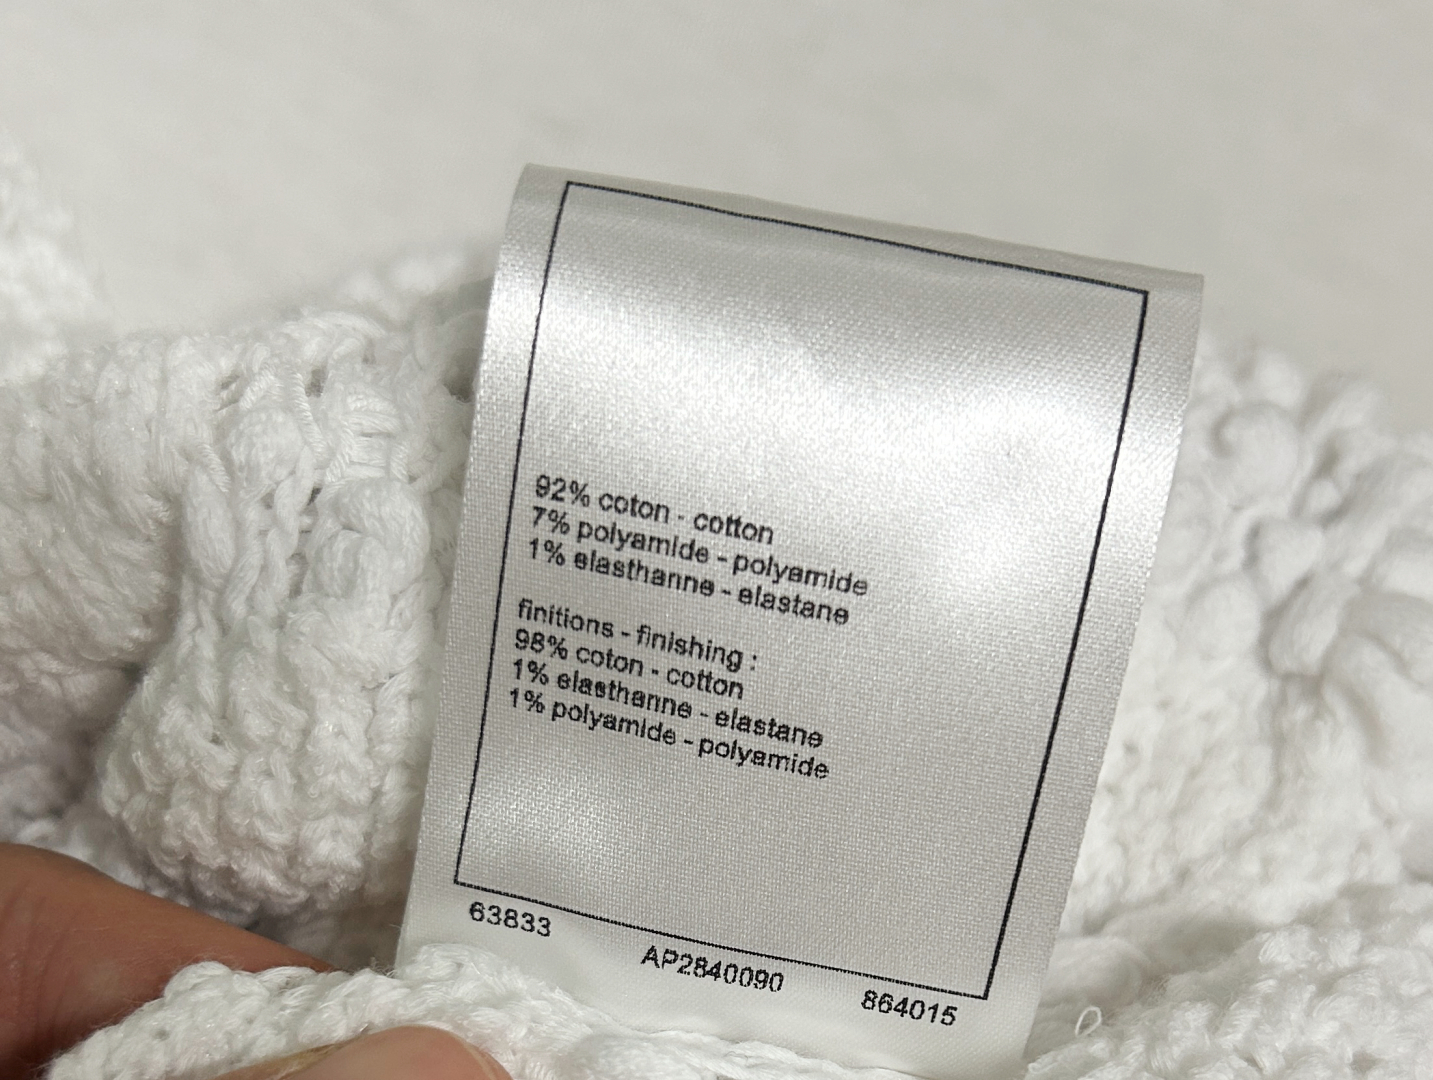 92% coton - cotton
7% polyamide - polyamide
1% elasthanne - elastane
finitions - finishing :
98% coton - cotton
1% elasthanne - elastane
1% polyamide - polyamide
63833
AP2840090
864015